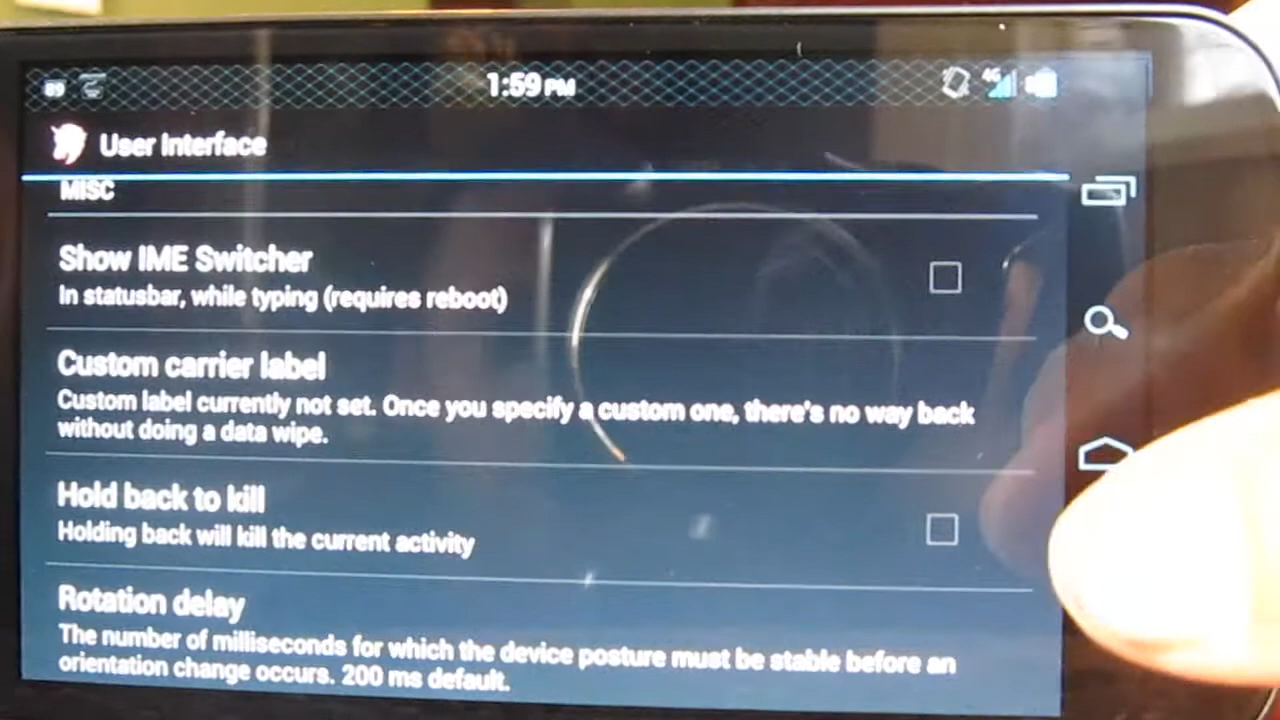 89
1:59 PM
4G
User Interface
MISC
Show IME Switcher
In statusbar, while typing (requires reboot)
Custom carrier label
Custom label currently not set. Once you specify a custom one, there's no way back
without doing a data wipe.
Hold back to kill
Holding back will kill the current activity
Rotation delay
The number of milliseconds for which the device posture must be stable before an
orientation change occurs. 200 ms default.